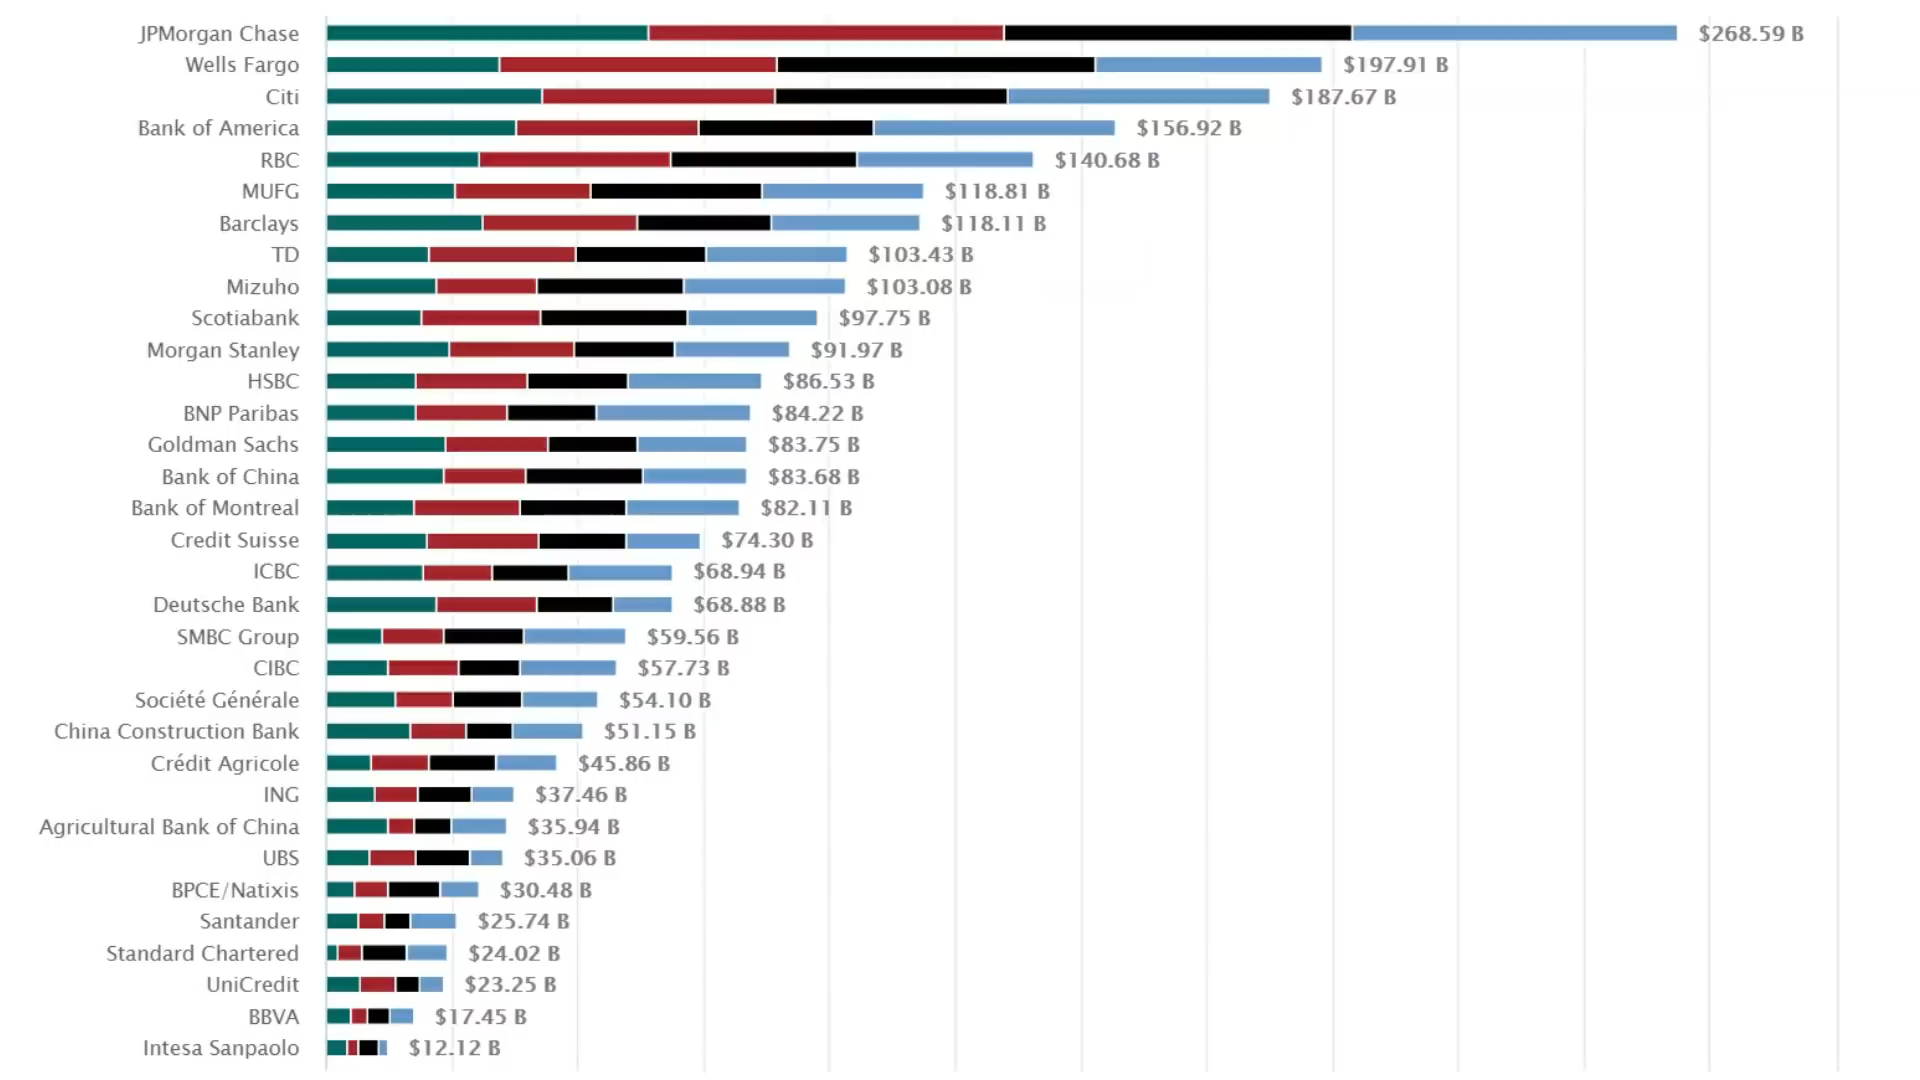 JPMorgan Chase $268.59 B
Wells Fargo $197.91 B
Citi $187.67 B
Bank of America $156.92 B
RBC $140.68 B
MUFG $118.81 B
Barclays $118.11 B
TD $103.43 B
Mizuho $103.08 B
Scotiabank $97.75 B
Morgan Stanley $91.97 B
HSBC $86.53 B
BNP Paribas $84.22 B
Goldman Sachs $83.75 B
Bank of China $83.68 B
Bank of Montreal $82.11 B
Credit Suisse $74.30 B
ICBC $68.94 B
Deutsche Bank $68.88 B
SMBC Group $59.56 B
CIBC $57.73 B
Société Générale $54.10 B
China Construction Bank $51.15 B
Crédit Agricole $45.86 B
ING $37.46 B
Agricultural Bank of China $35.94 B
UBS $35.06 B
BPCE/Natixis $30.48 B
Santander $25.74 B
Standard Chartered $24.02 B
UniCredit $23.25 B
BBVA $17.45 B
Intesa Sanpaolo $12.12 B